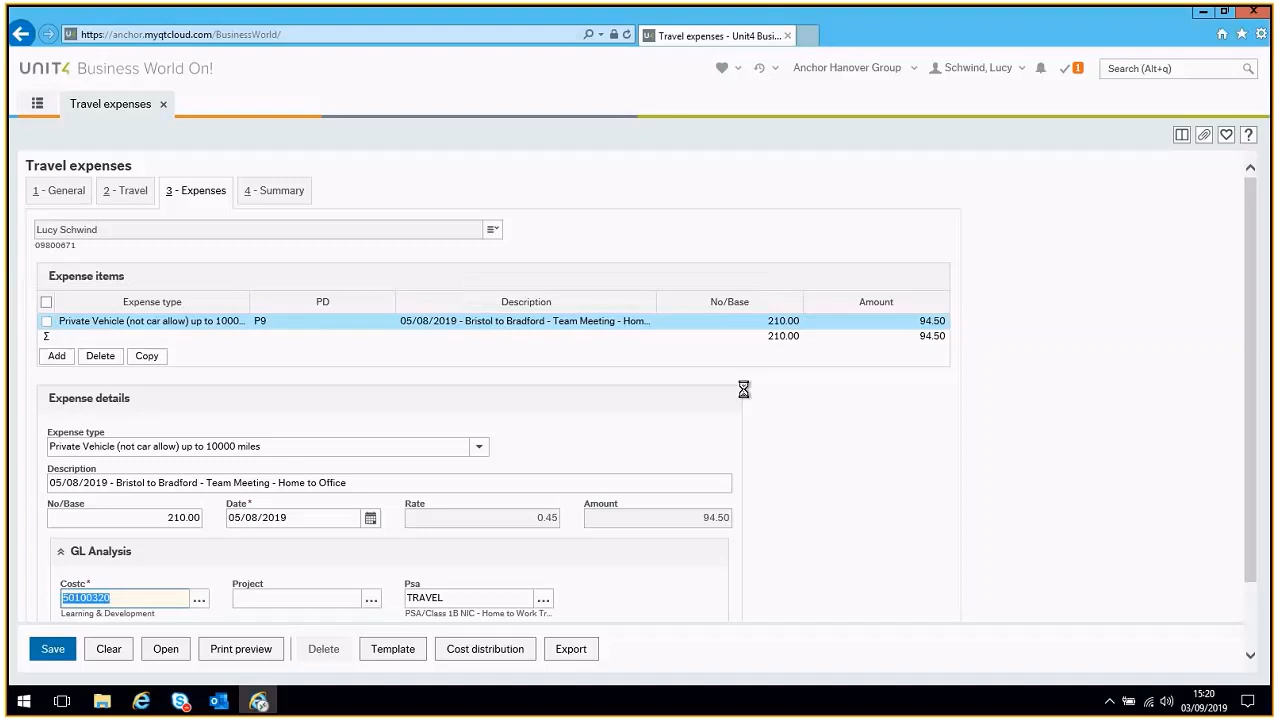 https://anchor.myqtcloud.com/BusinessWorld/
Travel expenses - Unit4 Busi...
UNIT4 Business World On!
Anchor Hanover Group
Schwind, Lucy
1
Search (Alt+q)
Travel expenses
?
Travel expenses
1 - General
2 - Travel
3 - Expenses
4 - Summary
Lucy Schwind
09800671
Expense items
Expense type PD Description No/Base Amount
Private Vehicle (not car allow) up to 1000... P9 05/08/2019 - Bristol to Bradford - Team Meeting - Hom... 210.00 94.50
Σ 210.00 94.50
Add Delete Copy
Expense details
Expense type
Private Vehicle (not car allow) up to 10000 miles
Description
05/08/2019 - Bristol to Bradford - Team Meeting - Home to Office
No/Base Date* Rate Amount
210.00 05/08/2019 0.45 94.50
GL Analysis
Costc* Project Psa
50100320 ... ... TRAVEL ...
Learning & Development PSA/Class 1B NIC - Home to Work Tr...
Save Clear Open Print preview Delete Template Cost distribution Export
15:20
03/09/2019